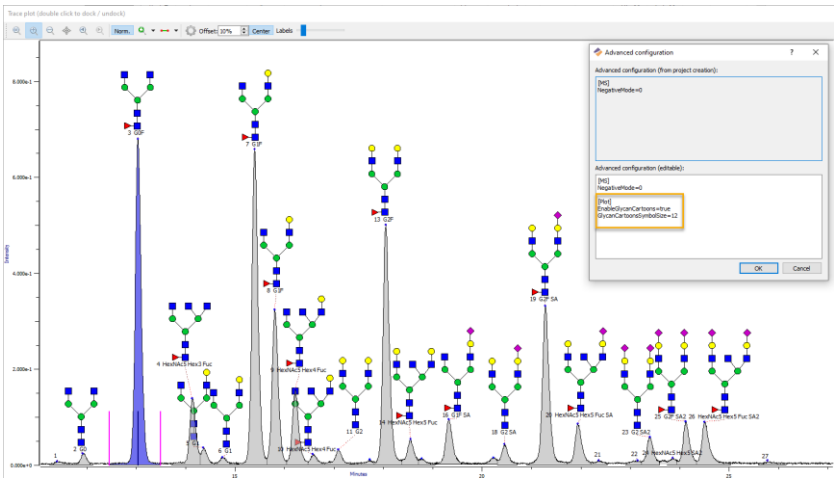 Trace plot (double click to dock / undock)
Norm.
Offset: 10%
Center
Labels
8.000e-1
6.000e-1
4.000e-1
2.000e-1
0.000e+0
Intensity
15
20
25
Minutes
1
2 G0
3 G0F
4 HexNAc5 Hex3 Fuc
6 G1
7 G1F
8 G1F
9 HexNAc5 Hex4 Fuc
10 HexNAc5 Hex4 Fuc
11 G2
13 G2F
14 HexNAc5 Hex5 Fuc
16 G1F SA
18 G2 SA
19 G2F SA
20 HexNAc5 Hex5 Fuc SA
21
22
23 G2 SA2
24 HexNAc5 Hex5 SA2
25 G2F SA2
26 HexNAc5 Hex5 Fuc SA2
27
Advanced configuration
?
Advanced configuration (from project creation):
[MS]
NegativeMode=0
Advanced configuration (editable):
[MS]
NegativeMode=0
[Plot]
EnableGlycanCartoons=true
GlycanCartoonsSymbolSize=12
OK
Cancel